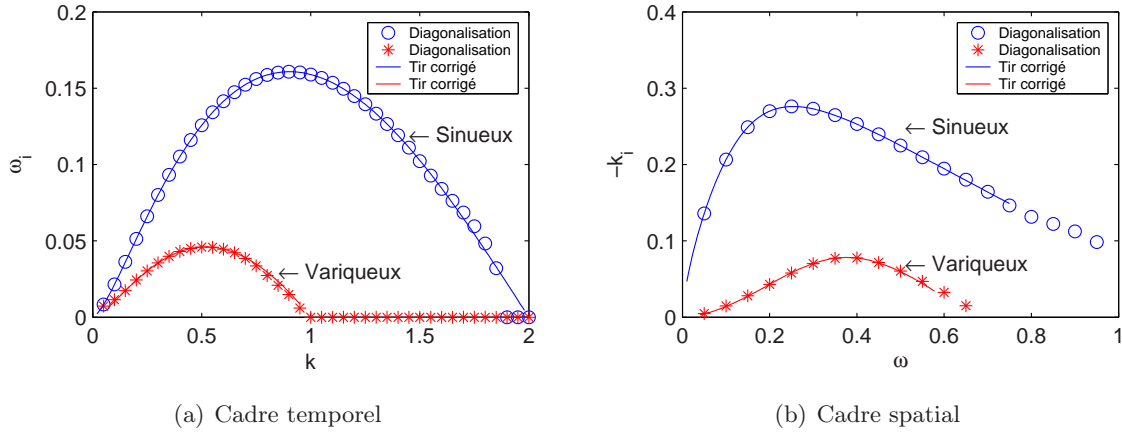 0.2
0.15
0.1
0.05
0
ω_i
0
0.5
1
1.5
2
k
Diagonalisation
Diagonalisation
Tir corrigé
Tir corrigé
← Sinueux
← Variqueux
(a) Cadre temporel
0.4
0.3
0.2
0.1
0
−k_i
0
0.2
0.4
0.6
0.8
1
ω
Diagonalisation
Diagonalisation
Tir corrigé
Tir corrigé
← Sinueux
← Variqueux
(b) Cadre spatial